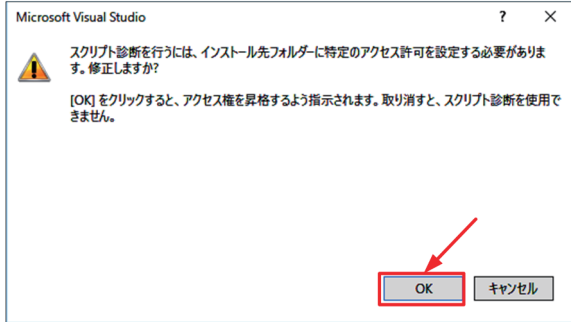 Microsoft Visual Studio
スクリプト診断を行うには、インストール先フォルダーに特定のアクセス許可を設定する必要がありま
す。修正しますか?
[OK] をクリックすると、アクセス権を昇格するよう指示されます。取り消すと、スクリプト診断を使用で
きません。
OK
キャンセル